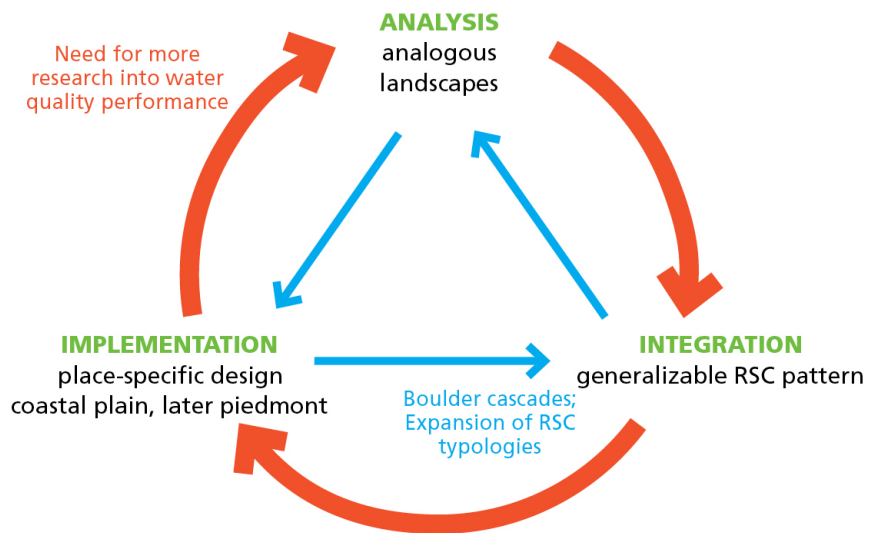 ANALYSIS
analogous
landscapes
Need for more
research into water
quality performance
IMPLEMENTATION
place-specific design
coastal plain, later piedmont
INTEGRATION
generalizable RSC pattern
Boulder cascades;
Expansion of RSC
typologies